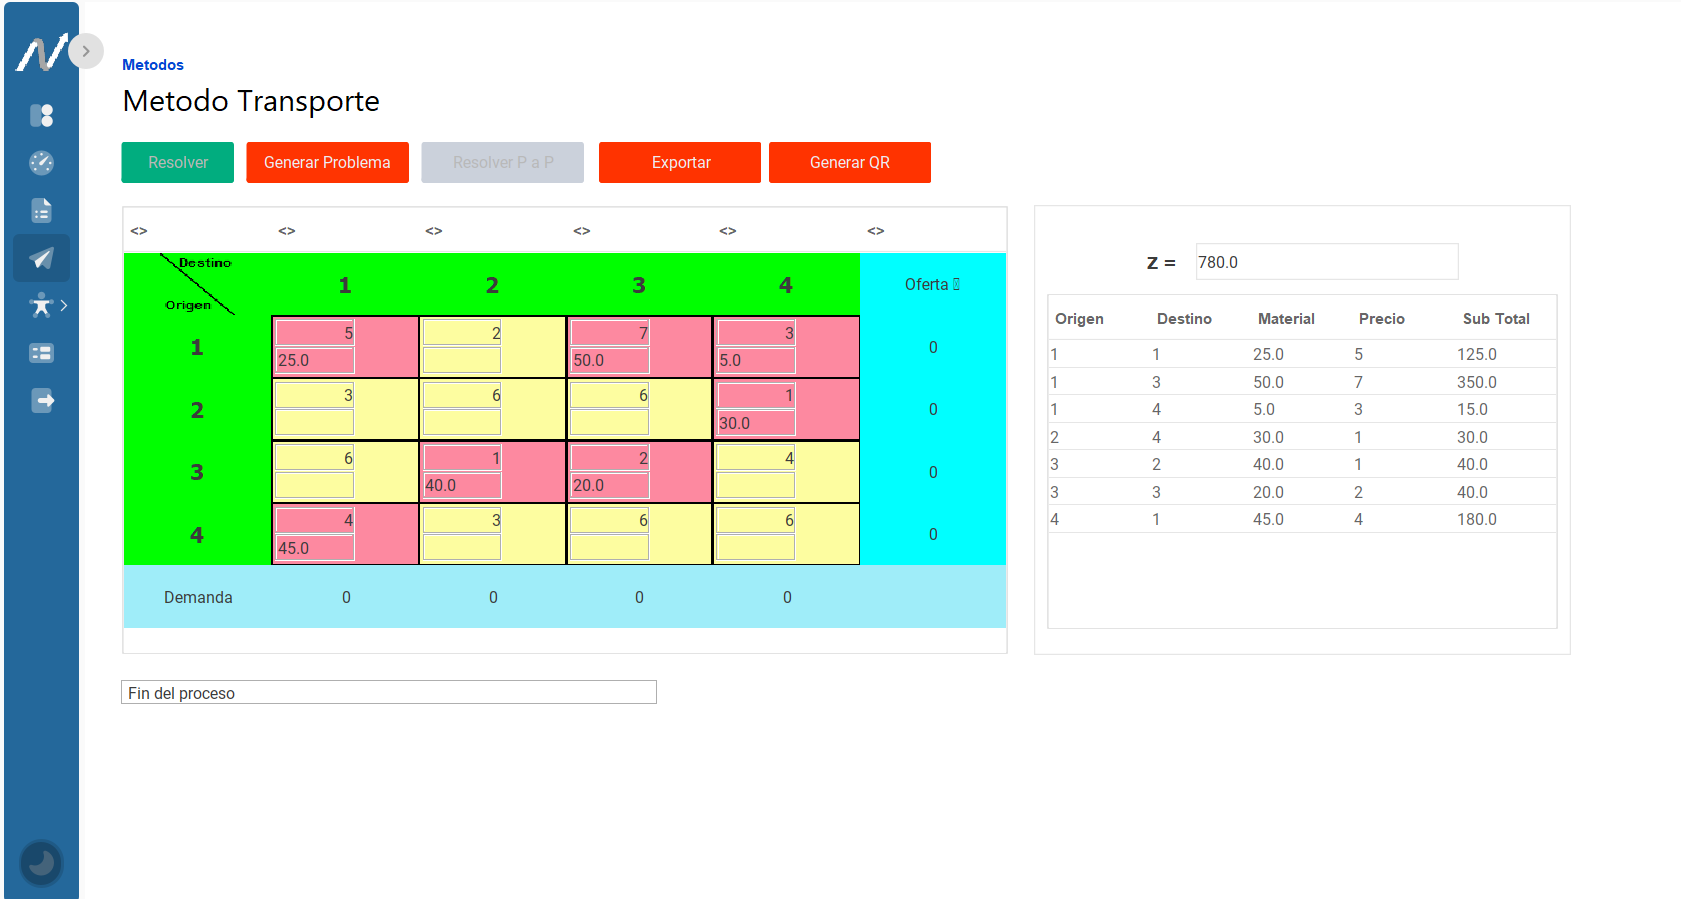 Metodos
Metodo Transporte
Resolver Generar Problema Resolver P a P Exportar Generar QR
<> <> <> <> <> <>
Destino
Origen
1 2 3 4 Oferta
1 5 2 7 3 0
25.0 50.0 5.0
2 3 6 6 1 0
30.0
3 6 1 2 4 0
40.0 20.0
4 4 3 6 6 0
45.0
Demanda 0 0 0 0
Z = 780.0
Origen Destino Material Precio Sub Total
1 1 25.0 5 125.0
1 3 50.0 7 350.0
1 4 5.0 3 15.0
2 4 30.0 1 30.0
3 2 40.0 1 40.0
3 3 20.0 2 40.0
4 1 45.0 4 180.0
Fin del proceso